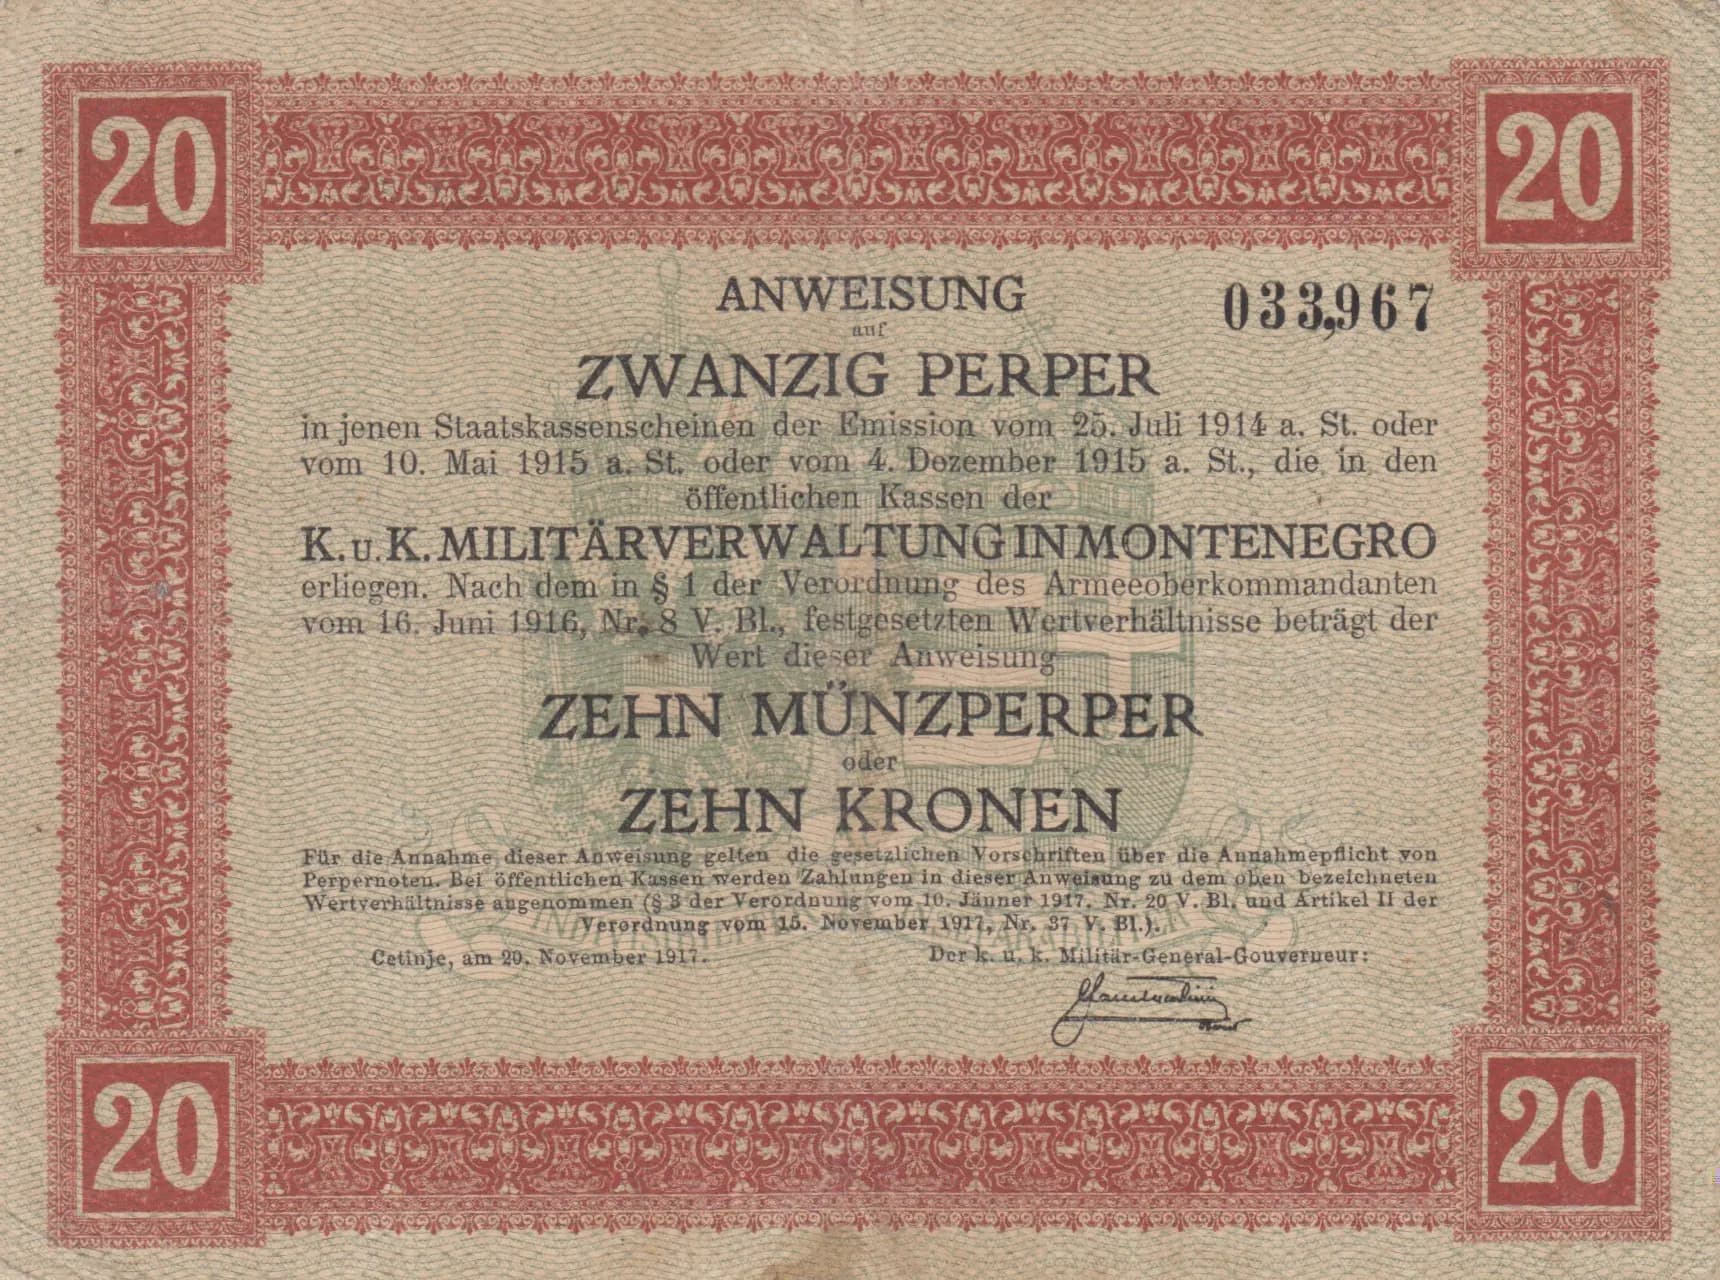 20
20
ANWEISUNG
033,967
auf
ZWANZIG PERPER
in jenen Staatskassenscheinen der Emission vom 25. Juli 1914 a. St. oder
vom 10. Mai 1915 a. St. oder vom 4. Dezember 1915 a. St., die in den
öffentlichen Kassen der
K. u. K. MILITÄRVERWALTUNG IN MONTENEGRO
erliegen. Nach dem in § 1 der Verordnung des Armeeoberkommandanten
vom 16. Juni 1916, Nr. 8 V. Bl., festgesetzten Wertverhältnisse beträgt der
Wert dieser Anweisung
ZEHN MÜNZPERPER
oder
ZEHN KRONEN
Für die Annahme dieser Anweisung gelten die gesetzlichen Vorschriften über die Annahmepflicht von
Perpernoten. Bei öffentlichen Kassen werden Zahlungen in dieser Anweisung zu dem oben bezeichneten
Wertverhältnisse angenommen (§ 3 der Verordnung vom 10. Jänner 1917, Nr. 20 V. Bl. und Artikel II der
Verordnung vom 15. November 1917, Nr. 37 V. Bl.).
Cetinje, am 20. November 1917.
Der k. u. k. Militär-General-Gouverneur:
20
20